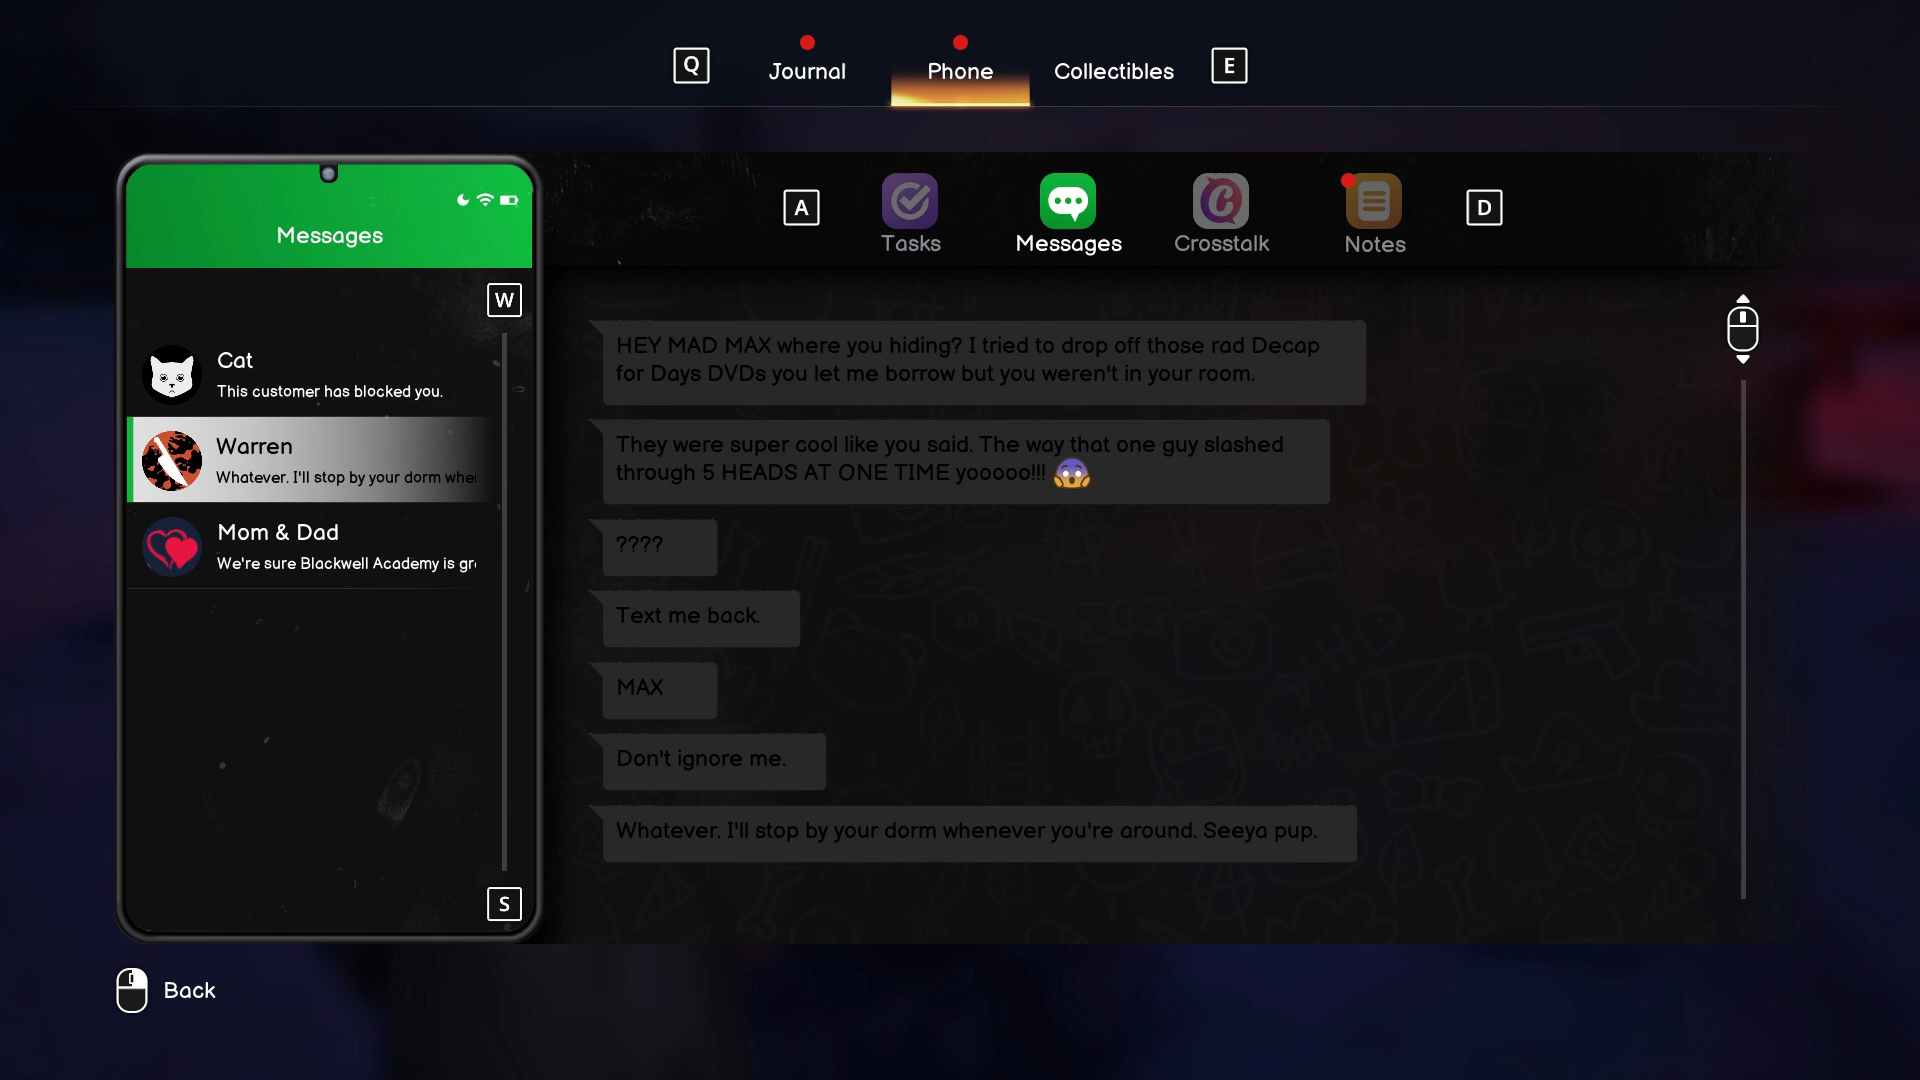 Q
Journal
Phone
Collectibles
E
Messages
A
Tasks
Messages
Crosstalk
Notes
D
W
Cat
This customer has blocked you.
Warren
Whatever. I'll stop by your dorm whe
Mom & Dad
We're sure Blackwell Academy is gr
S
HEY MAD MAX where you hiding? I tried to drop off those rad Decap
for Days DVDs you let me borrow but you weren't in your room.
They were super cool like you said. The way that one guy slashed
through 5 HEADS AT ONE TIME yooooo!!! 😱
????
Text me back.
MAX
Don't ignore me.
Whatever. I'll stop by your dorm whenever you're around. Seeya pup.
Back